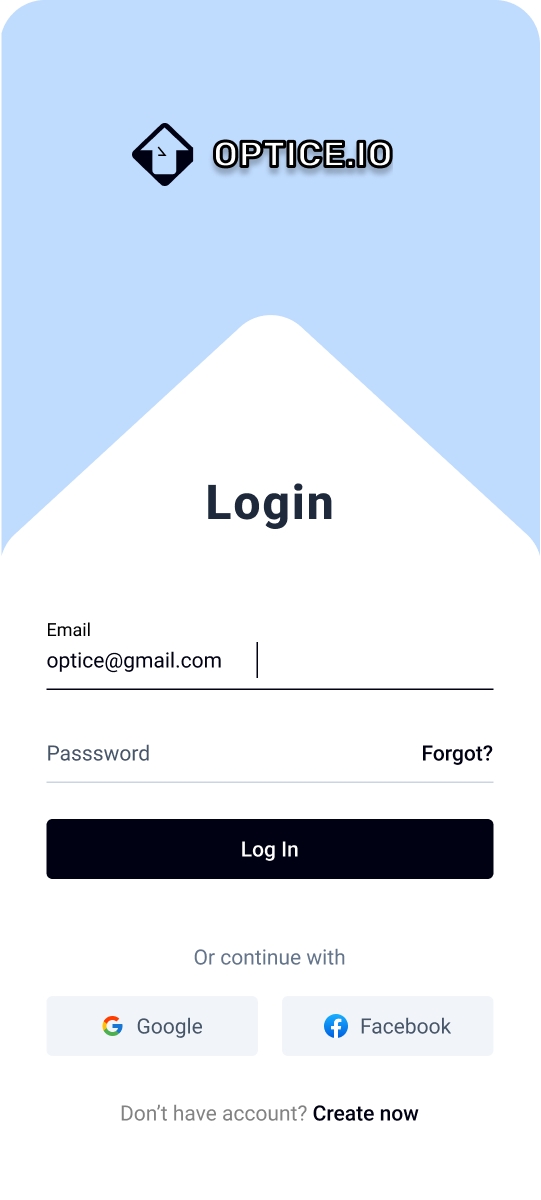 OPTICE.IO
Login
Email
optice@gmail.com
Passsword Forgot?
Log In
Or continue with
Google Facebook
Don’t have account? Create now